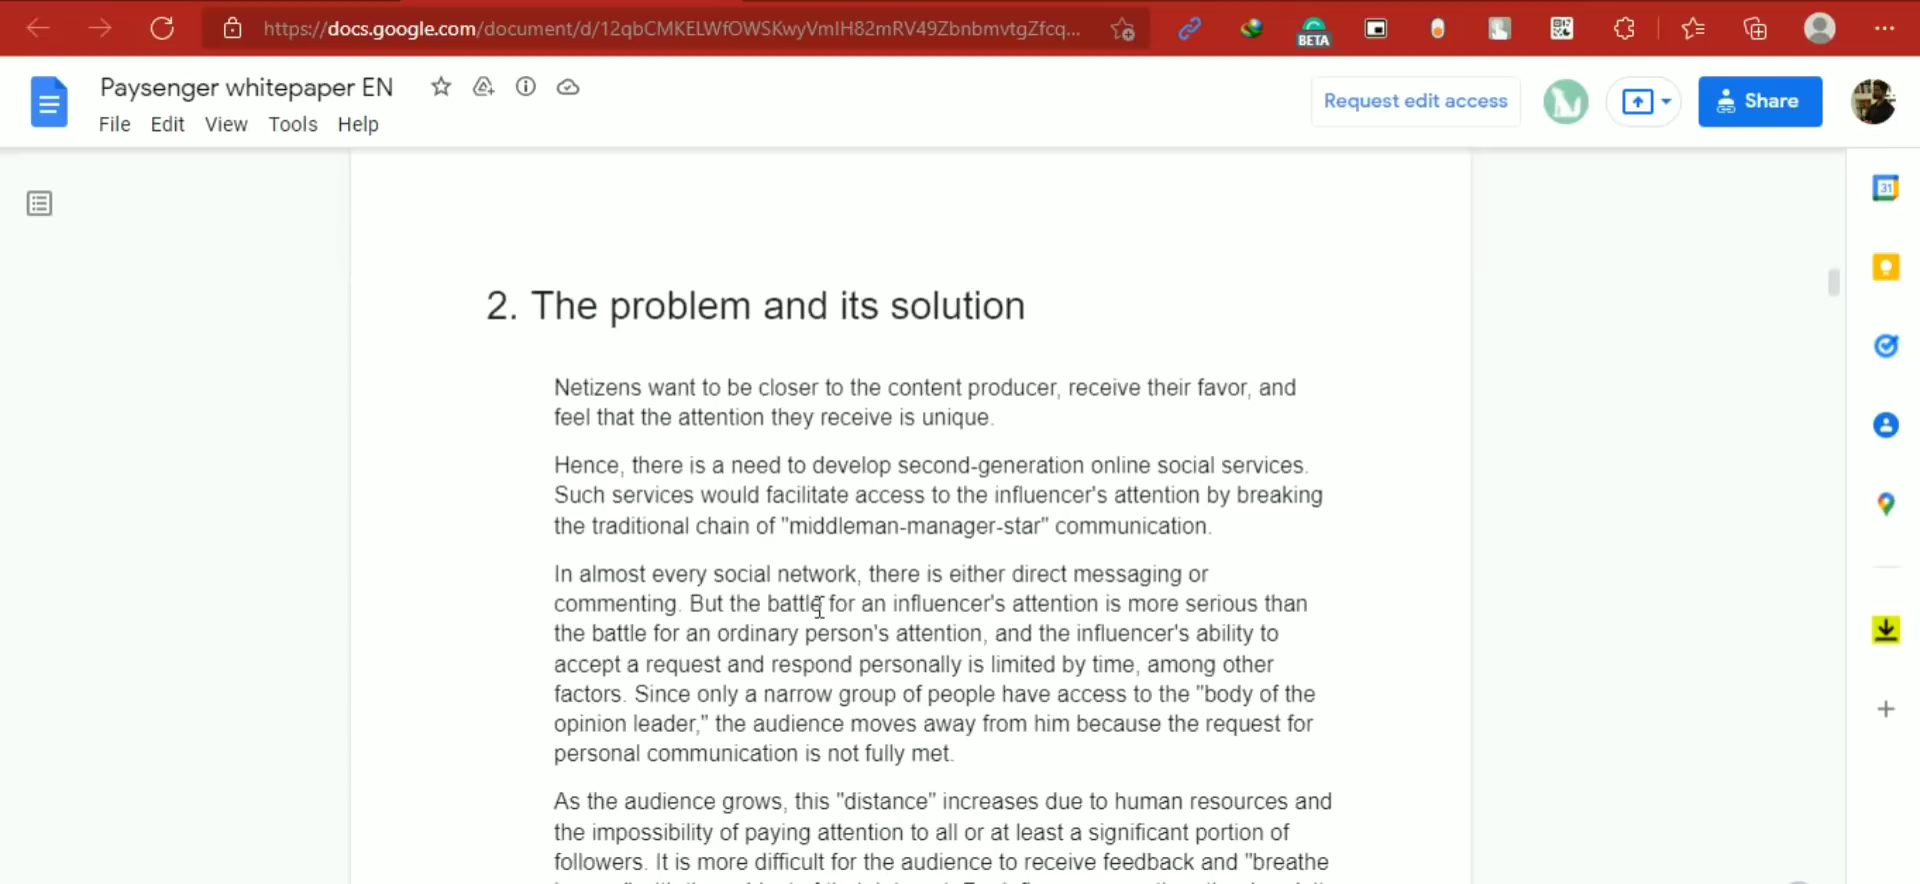 https://docs.google.com/document/d/12qbCMKELWfOWSKwyVmIH82mRV49ZbnbmvtgZfcq...
BETA
Paysenger whitepaper EN
File Edit View Tools Help
Request edit access
Share
31
2. The problem and its solution
Netizens want to be closer to the content producer, receive their favor, and
feel that the attention they receive is unique.
Hence, there is a need to develop second-generation online social services.
Such services would facilitate access to the influencer's attention by breaking
the traditional chain of "middleman-manager-star" communication.
In almost every social network, there is either direct messaging or
commenting. But the battle for an influencer's attention is more serious than
the battle for an ordinary person's attention, and the influencer's ability to
accept a request and respond personally is limited by time, among other
factors. Since only a narrow group of people have access to the "body of the
opinion leader," the audience moves away from him because the request for
personal communication is not fully met.
As the audience grows, this "distance" increases due to human resources and
the impossibility of paying attention to all or at least a significant portion of
followers. It is more difficult for the audience to receive feedback and "breathe